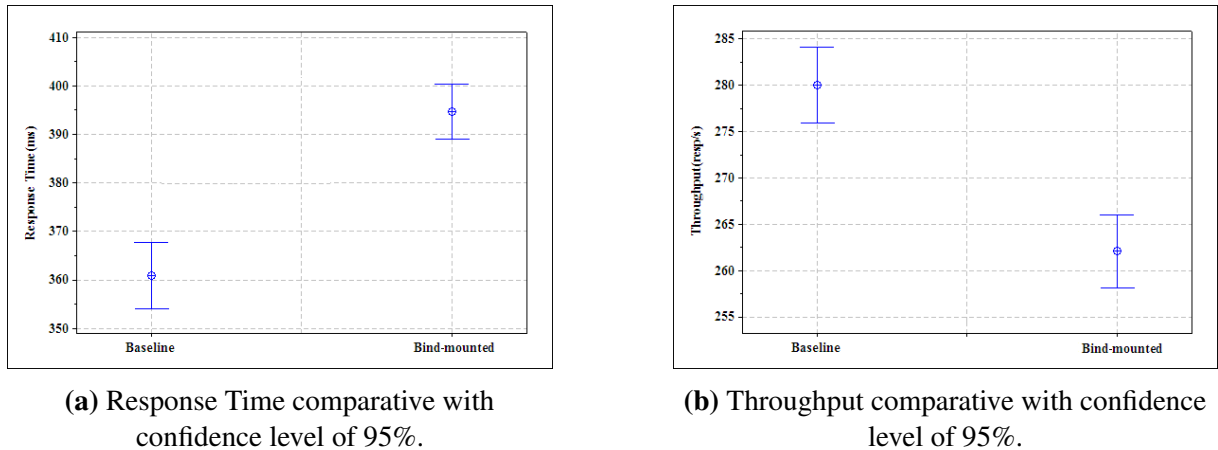 410
400
390
380
370
360
350
Response Time (ms)
Baseline
Bind-mounted
(a) Response Time comparative with
confidence level of 95%.
285
280
275
270
265
260
255
Throughput(resp/s)
Baseline
Bind-mounted
(b) Throughput comparative with confidence
level of 95%.